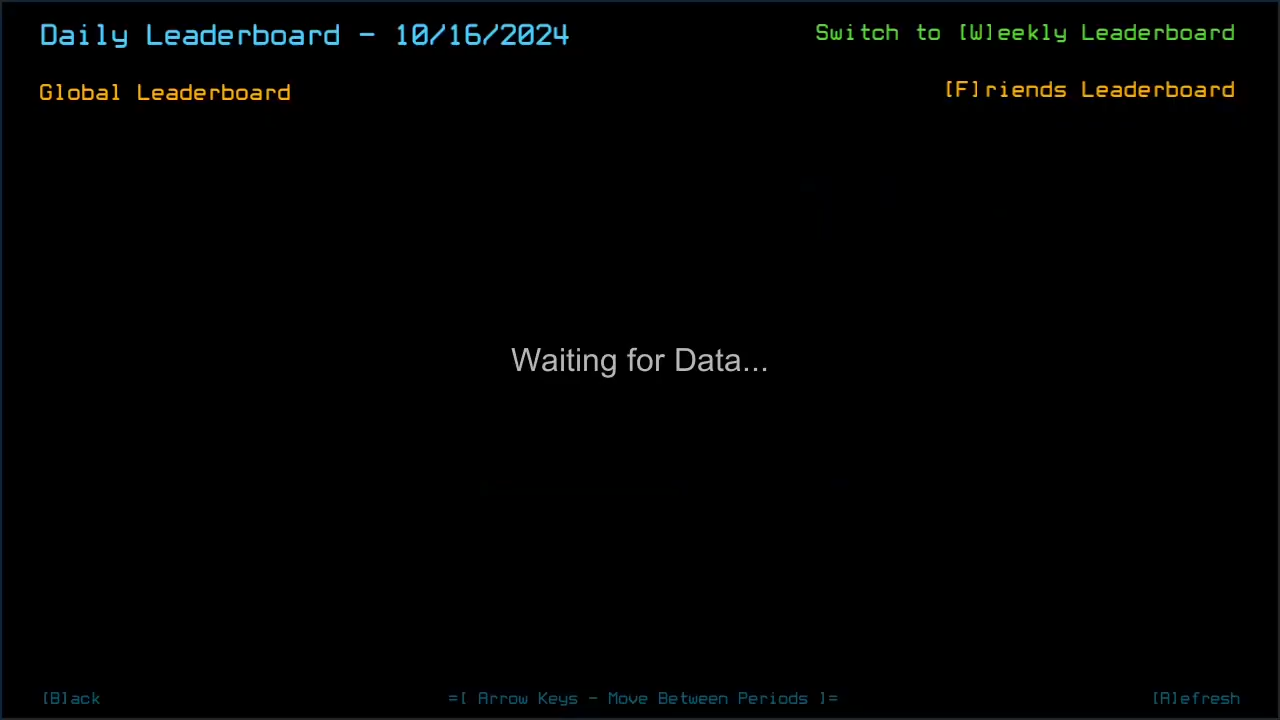 Daily Leaderboard - 10/16/2024
Switch to [W]eekly Leaderboard
Global Leaderboard
[F]riends Leaderboard
Waiting for Data...
[B]ack
=[ Arrow Keys - Move Between Periods ]=
[R]efresh